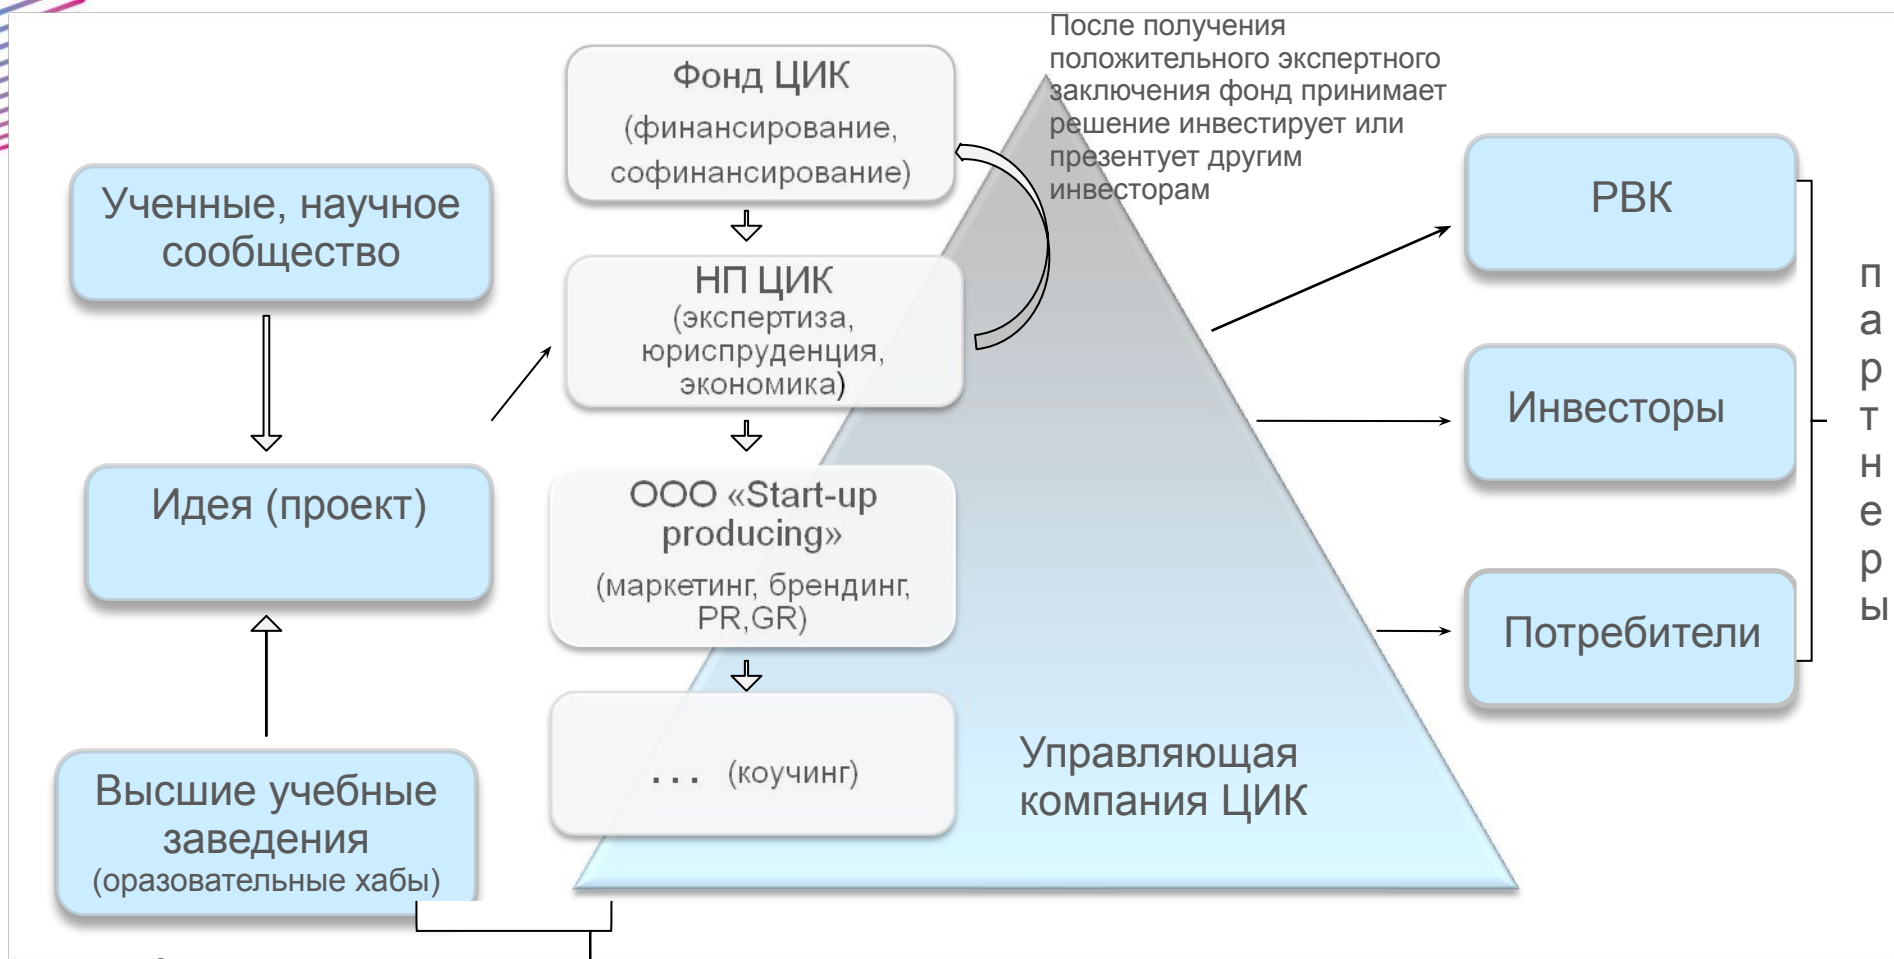 После получения
положительного экспертного
заключения фонд принимает
решение инвестирует или
презентует другим
инвесторам
Фонд ЦИК
(финансирование,
софинансирование)
Ученные, научное
сообщество
НП ЦИК
(экспертиза,
юриспруденция,
экономика)
Идея (проект)
ООО «Start-up
producing»
(маркетинг, брендинг,
PR,GR)
... (коучинг)
Высшие учебные
заведения
(оразовательные хабы)
Управляющая
компания ЦИК
РВК
Инвесторы
Потребители
п
а
р
т
н
е
р
ы